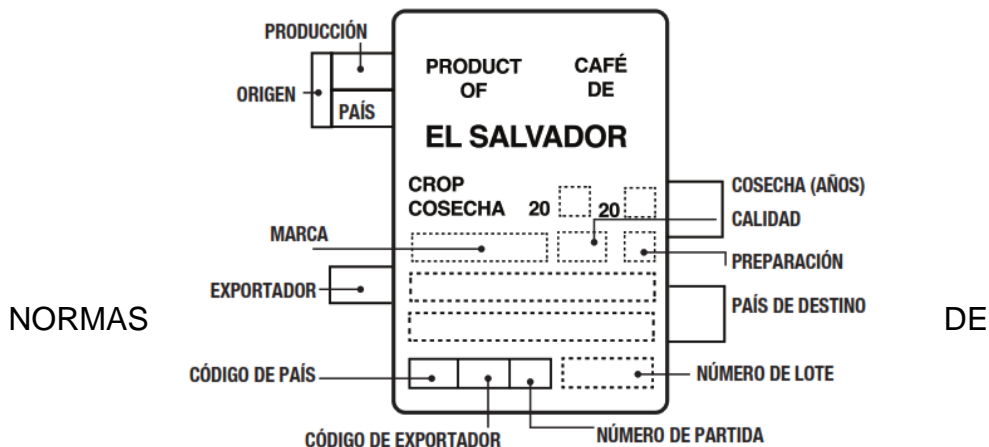 PRODUCCIÓN
ORIGEN
PAÍS
PRODUCT CAFÉ
OF DE
EL SALVADOR
CROP
COSECHA 20 20
COSECHA (AÑOS)
CALIDAD
MARCA
PREPARACIÓN
EXPORTADOR
PAÍS DE DESTINO
NORMAS DE
CÓDIGO DE PAÍS
NÚMERO DE LOTE
CÓDIGO DE EXPORTADOR
NÚMERO DE PARTIDA